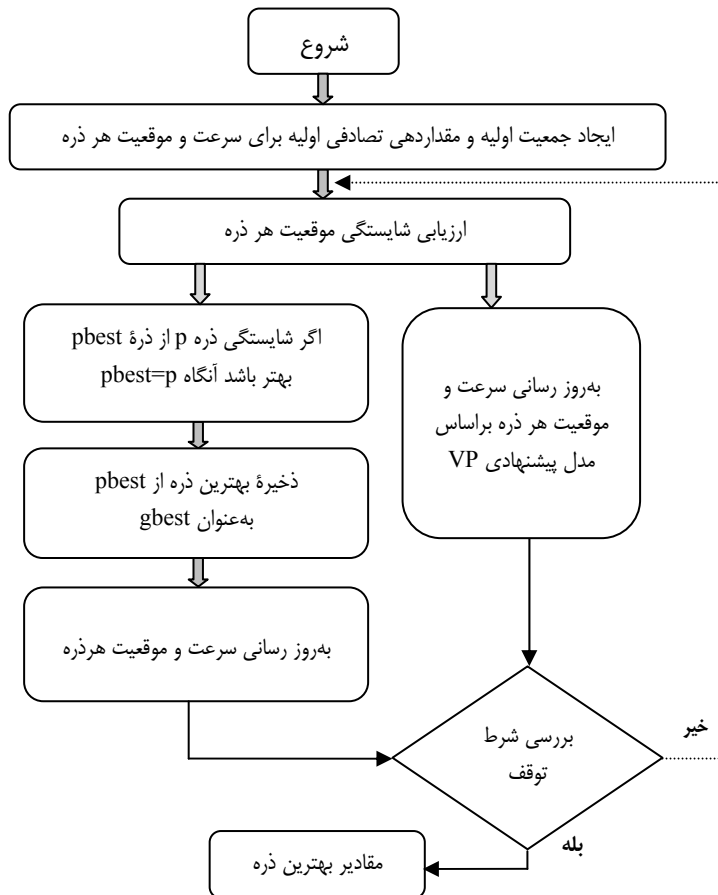 شروع
ایجاد جمعیت اولیه و مقداردهی تصادفی اولیه برای سرعت و موقعیت هر ذره
ارزیابی شایستگی موقعیت هر ذره
اگر شایستگی ذره p از ذرۀ pbest
بهتر باشد آنگاه pbest=p
به‌روز رسانی سرعت و
موقعیت هر ذره براساس
مدل پیشنهادی VP
ذخیرۀ بهترین ذره از pbest
به‌عنوان gbest
به‌روز رسانی سرعت و موقعیت هرذره
بررسی شرط
توقف
خیر
بله
مقادیر بهترین ذره